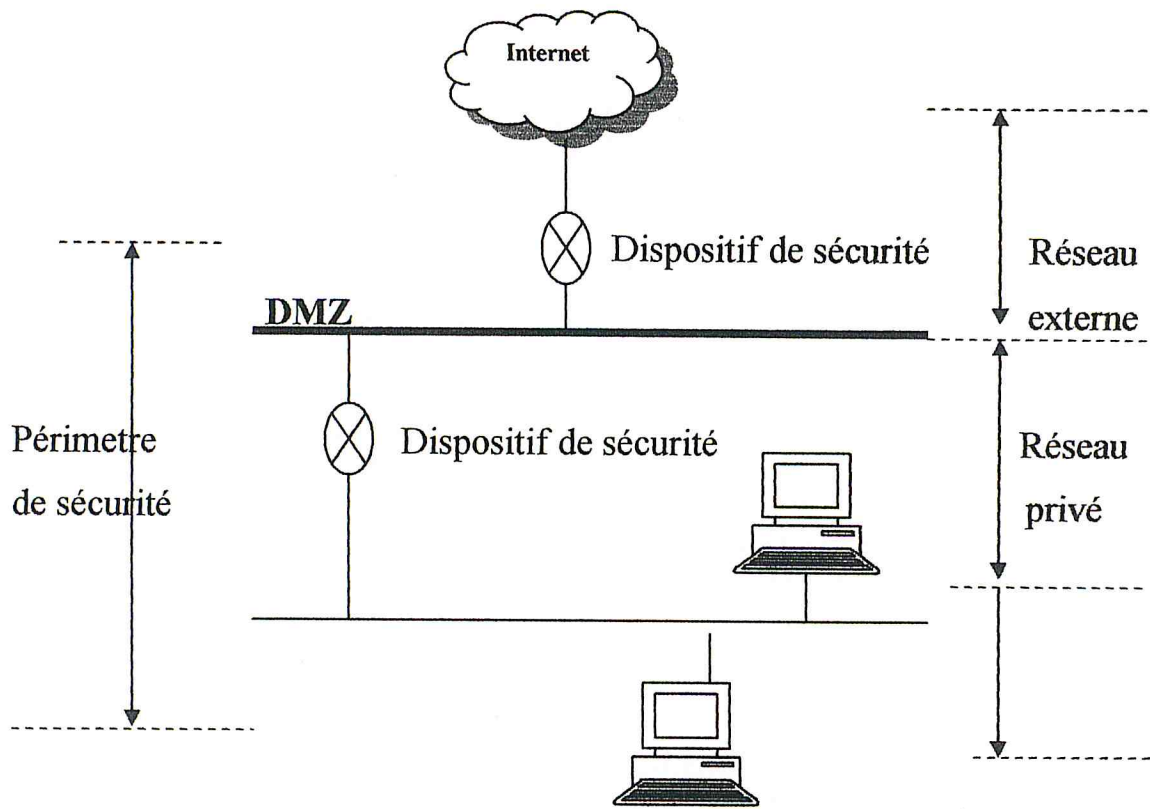 Internet
Dispositif de sécurité
Réseau
externe
DMZ
Périmetre
de sécurité
Dispositif de sécurité
Réseau
privé